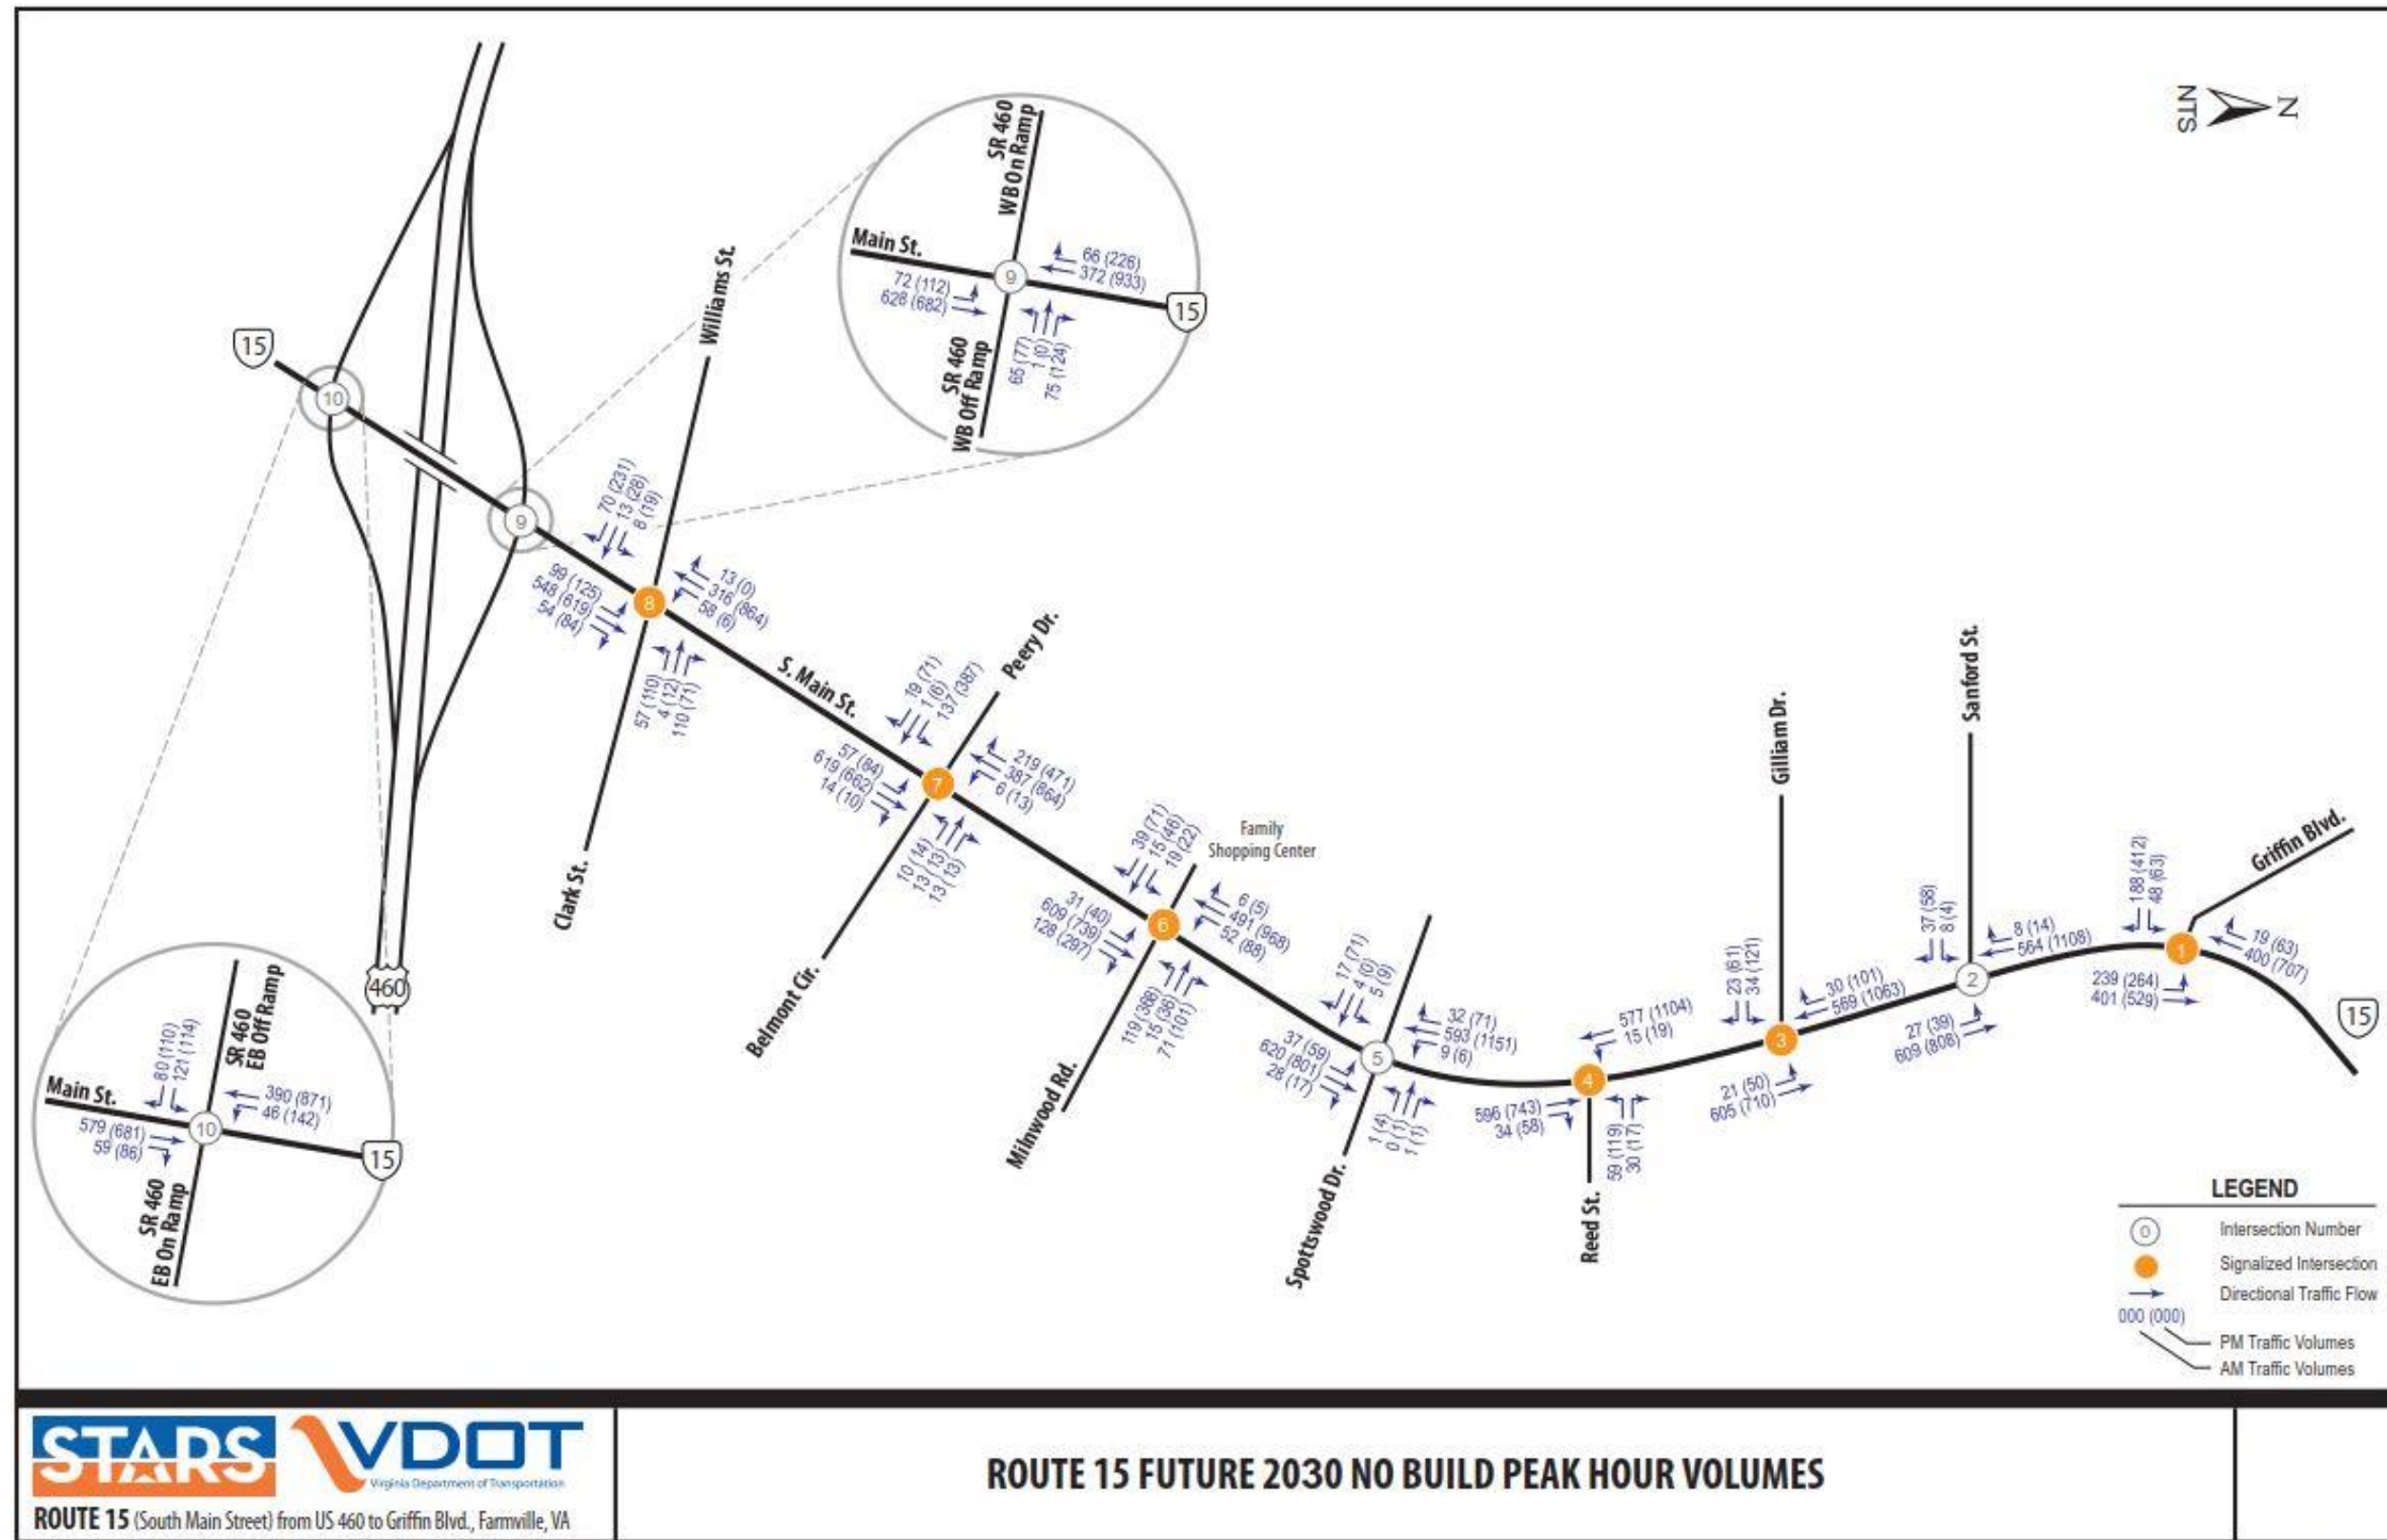 N
NTS
SR 460
WB On Ramp
Main St.
66 (226)
372 (933)
9
72 (112)
628 (682)
15
65 (77)
1 (0)
75 (124)
SR 460
WB Off Ramp
Williams St.
15
10
9
70 (231)
13 (28)
8 (19)
99 (125)
548 (619)
54 (84)
8
13 (0)
316 (864)
58 (6)
57 (110)
4 (12)
110 (71)
Clark St.
S. Main St.
19 (71)
1 (6)
137 (387)
Peery Dr.
57 (84)
619 (662)
14 (10)
7
219 (471)
387 (864)
6 (13)
10 (14)
13 (13)
13 (13)
Belmont Cir.
39 (71)
15 (46)
19 (22)
Family
Shopping Center
31 (40)
609 (739)
128 (297)
6
6 (5)
491 (968)
52 (88)
119 (388)
15 (36)
71 (101)
Milnwood Rd.
17 (71)
4 (0)
5 (9)
37 (59)
620 (801)
28 (17)
5
32 (71)
593 (1151)
9 (6)
1 (4)
0 (1)
1 (1)
Spottswood Dr.
577 (1104)
15 (19)
4
596 (743)
34 (58)
59 (119)
30 (17)
Reed St.
Gilliam Dr.
23 (61)
34 (121)
30 (101)
569 (1063)
3
21 (50)
605 (710)
Sanford St.
37 (58)
8 (4)
8 (14)
564 (1108)
2
27 (39)
609 (808)
Griffin Blvd.
188 (412)
48 (63)
1
19 (63)
400 (707)
239 (264)
401 (529)
15
460
SR 460
EB Off Ramp
80 (110)
121 (114)
Main St.
390 (871)
46 (142)
10
579 (681)
59 (86)
15
SR 460
EB On Ramp
LEGEND
0 Intersection Number
Signalized Intersection
Directional Traffic Flow
000 (000)
PM Traffic Volumes
AM Traffic Volumes
STARS VDOT
Virginia Department of Transportation
ROUTE 15 (South Main Street) from US 460 to Griffin Blvd., Farmville, VA
ROUTE 15 FUTURE 2030 NO BUILD PEAK HOUR VOLUMES